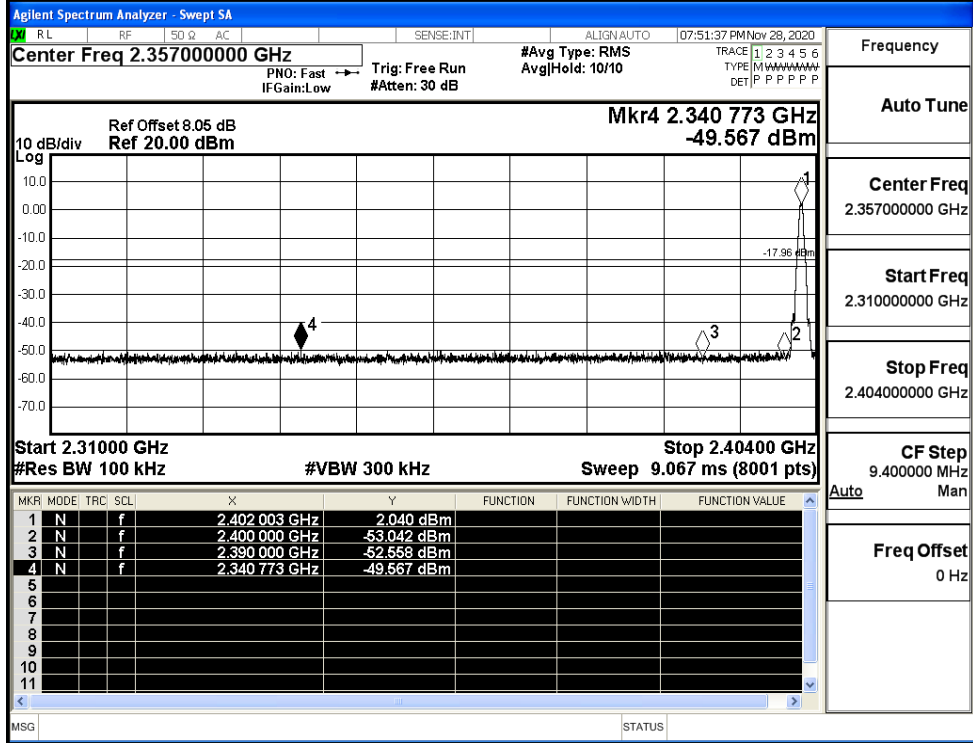 Agilent Spectrum Analyzer - Swept SA
LXI RL RF 50 Ω AC SENSE:INT ALIGN AUTO 07:51:37 PM Nov 28, 2020
Center Freq 2.357000000 GHz
PNO: Fast
IFGain:Low
Trig: Free Run
#Atten: 30 dB
#Avg Type: RMS
Avg|Hold: 10/10
TRACE 1 2 3 4 5 6
TYPE M W W W W W
DET P P P P P P
Mkr4 2.340 773 GHz
-49.567 dBm
Ref Offset 8.05 dB
10 dB/div Ref 20.00 dBm
Log
10.0
0.00
-10.0
-20.0
-30.0
-40.0
-50.0
-60.0
-70.0
1
-17.96 dBm
4
3
2
Start 2.31000 GHz Stop 2.40400 GHz
#Res BW 100 kHz #VBW 300 kHz Sweep 9.067 ms (8001 pts)
MKR MODE TRC SCL X Y FUNCTION FUNCTION WIDTH FUNCTION VALUE
1 N f 2.402 003 GHz 2.040 dBm
2 N f 2.400 000 GHz -53.042 dBm
3 N f 2.390 000 GHz -52.558 dBm
4 N f 2.340 773 GHz -49.567 dBm
5
6
7
8
9
10
11
MSG STATUS
Frequency
Auto Tune
Center Freq
2.357000000 GHz
Start Freq
2.310000000 GHz
Stop Freq
2.404000000 GHz
CF Step
9.400000 MHz
Auto Man
Freq Offset
0 Hz